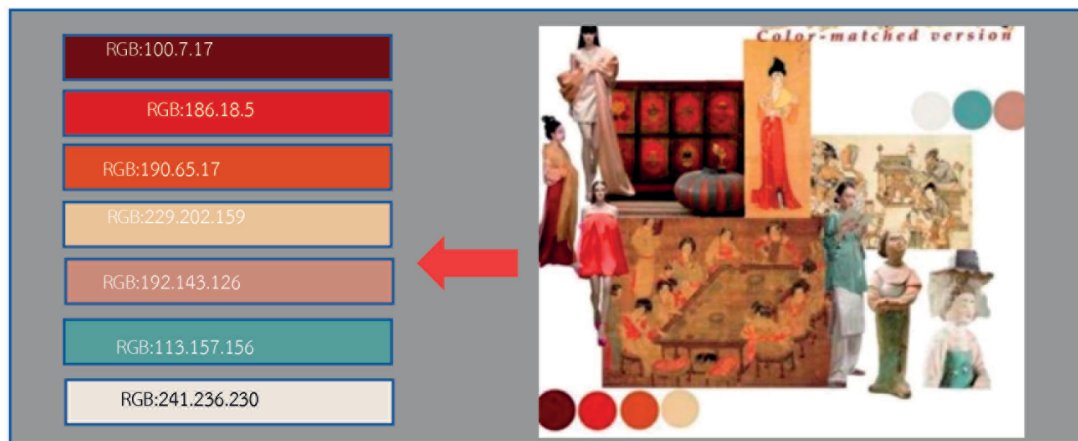 RGB:100.7.17
RGB:186.18.5
RGB:190.65.17
RGB:229.202.159
RGB:192.143.126
RGB:113.157.156
RGB:241.236.230
Color-matched version